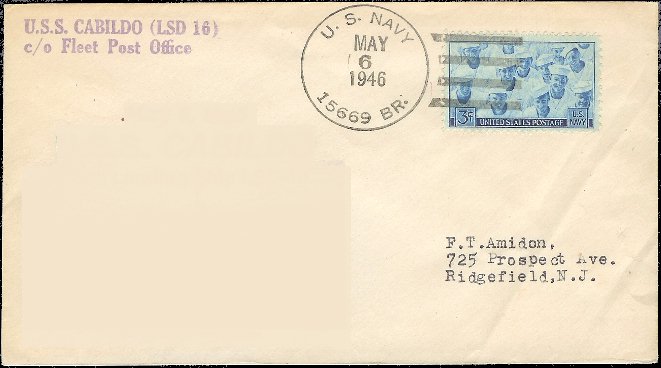 U.S.S. CABILDO (LSD 16)
c/o Fleet Post Office
U. S. NAVY
MAY
6
1946
15669 BR.
3¢
UNITED STATES POSTAGE
U.S.
NAVY
F.T.Amidon,
725 Prospect Ave.
Ridgefield,N.J.